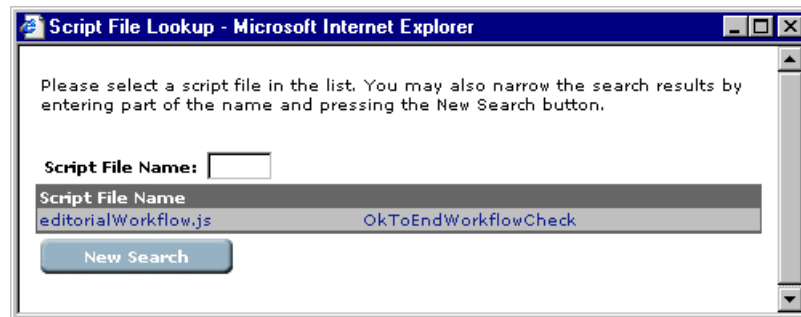 Script File Lookup - Microsoft Internet Explorer
Please select a script file in the list. You may also narrow the search results by
entering part of the name and pressing the New Search button.
Script File Name:
Script File Name
editorialWorkflow.js OkToEndWorkflowCheck
New Search